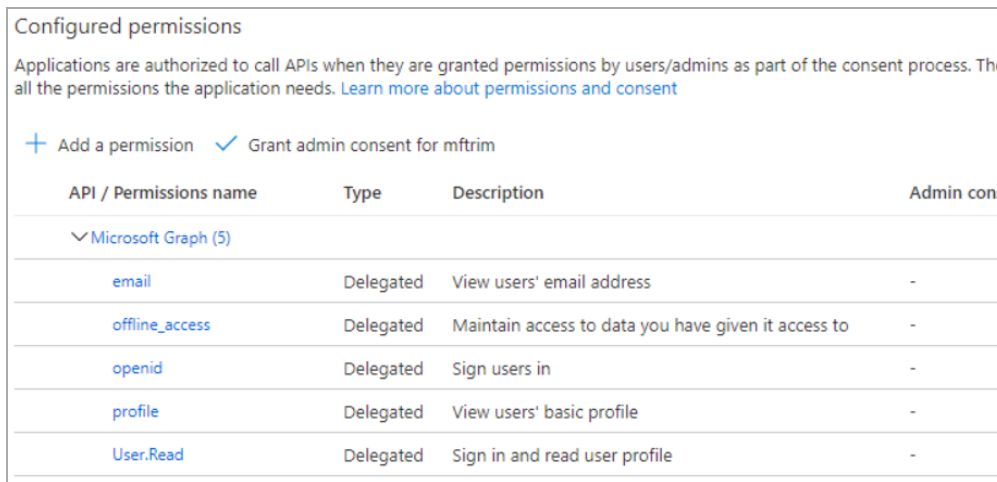 Configured permissions
Applications are authorized to call APIs when they are granted permissions by users/admins as part of the consent process. The
all the permissions the application needs. Learn more about permissions and consent
Add a permission Grant admin consent for mftrim
API / Permissions name Type Description Admin con
Microsoft Graph (5)
email Delegated View users' email address -
offline_access Delegated Maintain access to data you have given it access to -
openid Delegated Sign users in -
profile Delegated View users' basic profile -
User.Read Delegated Sign in and read user profile -